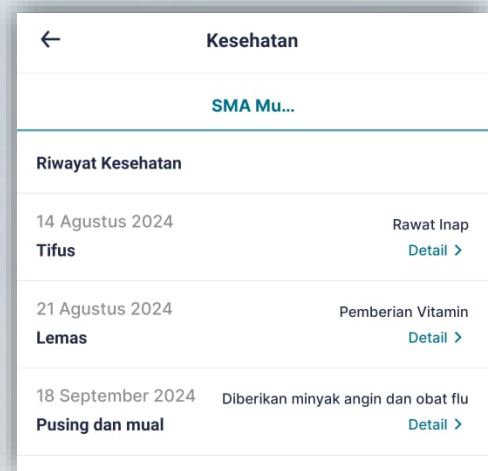 Kesehatan
SMA Mu...
Riwayat Kesehatan
14 Agustus 2024
Rawat Inap
Tifus
Detail >
21 Agustus 2024
Pemberian Vitamin
Lemas
Detail >
18 September 2024
Diberikan minyak angin dan obat flu
Pusing dan mual
Detail >